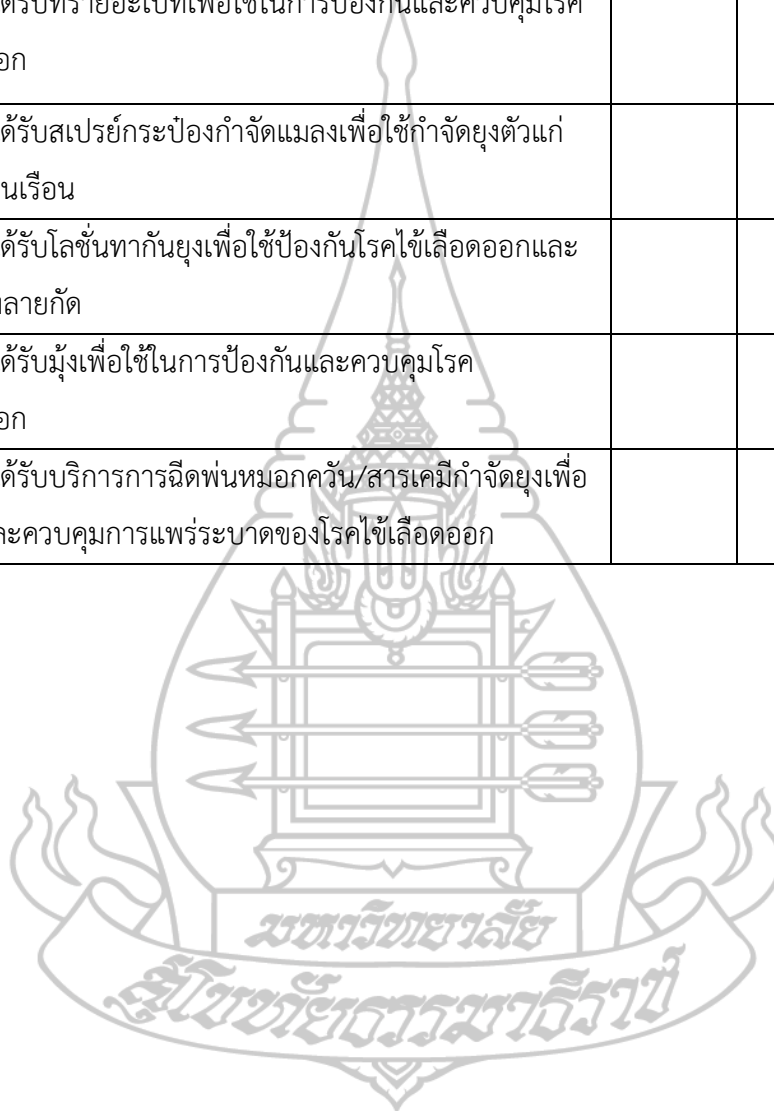 ด้รับทรายอะเบทเพื่อใช้ในการป้องกันและควบคุมโรค
อก
ด้รับสเปรย์กระป๋องกำจัดแมลงเพื่อใช้กำจัดยุงตัวแก่
นเรือน
ด้รับโลชั่นทากันยุงเพื่อใช้ป้องกันโรคไข้เลือดออกและ
ลายกัด
ด้รับมุ้งเพื่อใช้ในการป้องกันและควบคุมโรค
อก
ด้รับบริการการฉีดพ่นหมอกควัน/สารเคมีกำจัดยุงเพื่อ
ละควบคุมการแพร่ระบาดของโรคไข้เลือดออก
มหาวิทยาลัย
สุโขทัยธรรมาธิราช